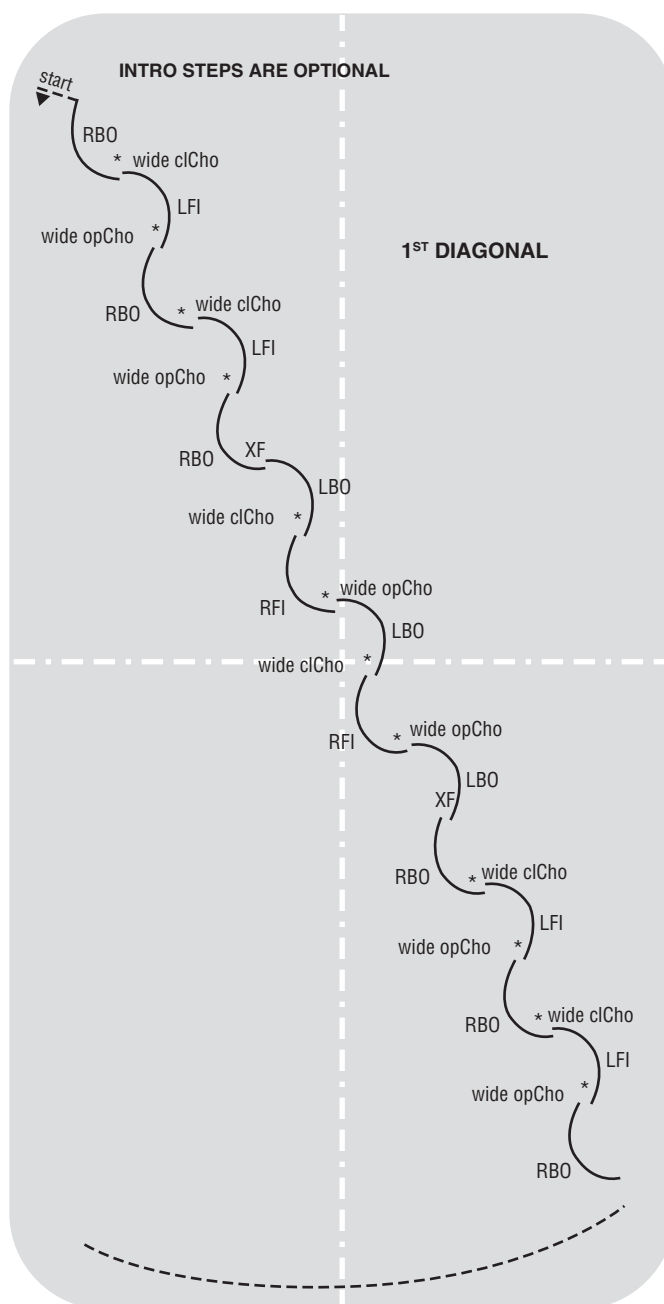 INTRO STEPS ARE OPTIONAL
start
RBO
* wide clCho
LFI
wide opCho *
1ST DIAGONAL
RBO
* wide clCho
LFI
wide opCho *
RBO
XF
LBO
wide clCho *
RFI
* wide opCho
LBO
wide clCho *
RFI
* wide opCho
LBO
XF
RBO
* wide clCho
LFI
wide opCho *
RBO
* wide clCho
LFI
wide opCho *
RBO